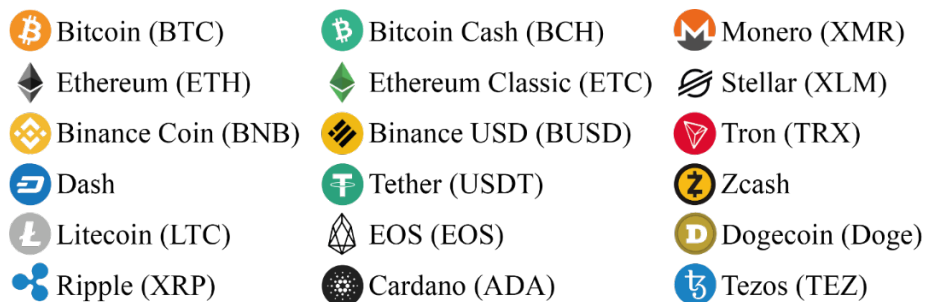 Bitcoin (BTC)
Bitcoin Cash (BCH)
Monero (XMR)
Ethereum (ETH)
Ethereum Classic (ETC)
Stellar (XLM)
Binance Coin (BNB)
Binance USD (BUSD)
Tron (TRX)
Dash
Tether (USDT)
Zcash
Litecoin (LTC)
EOS (EOS)
Dogecoin (Doge)
Ripple (XRP)
Cardano (ADA)
Tezos (TEZ)